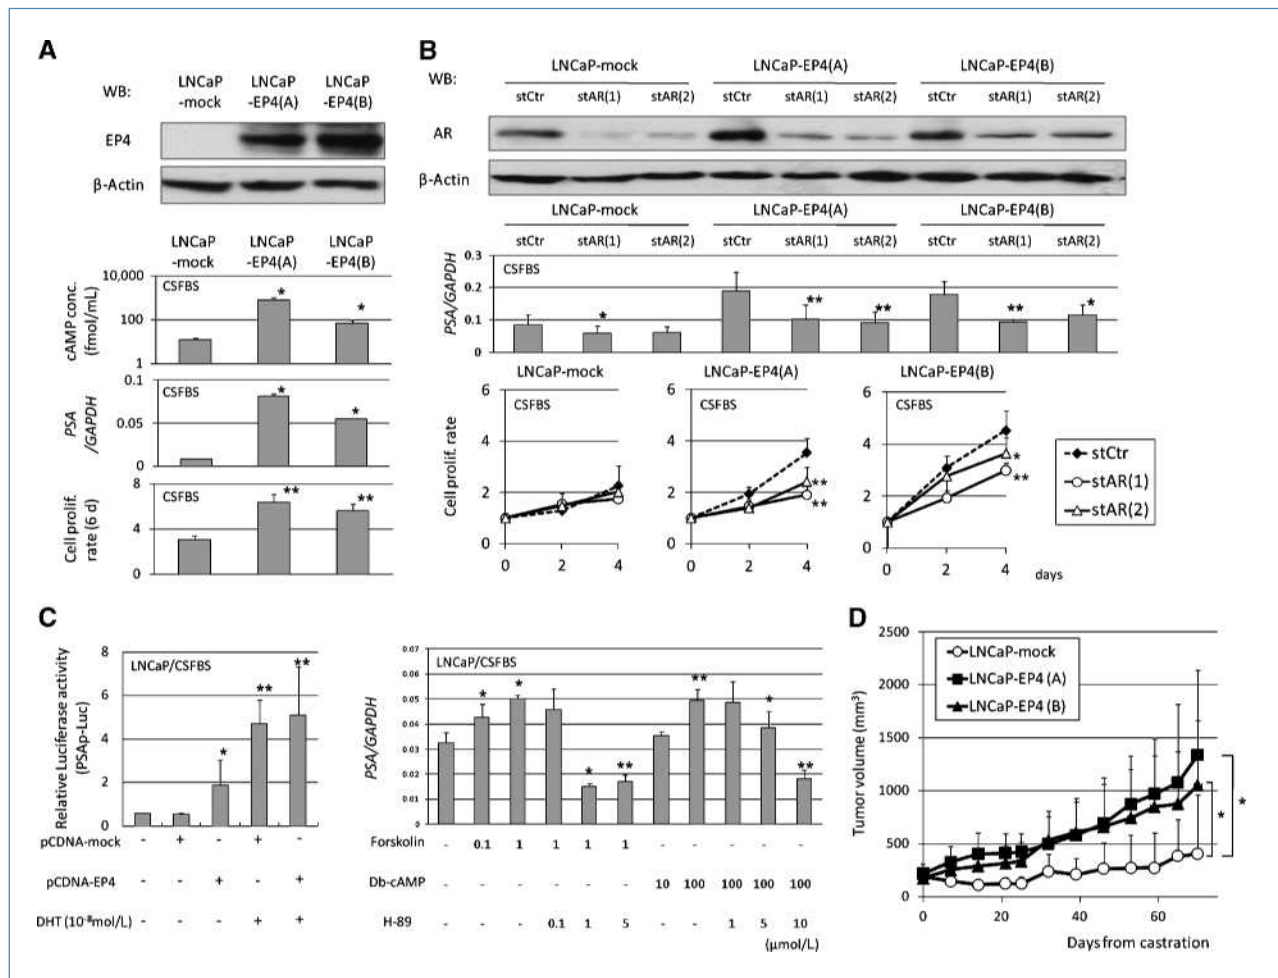 A
WB:
LNCaP -mock
LNCaP -EP4(A)
LNCaP -EP4(B)
EP4
β-Actin
LNCaP -mock
LNCaP -EP4(A)
LNCaP -EP4(B)
cAMP conc. (fmol/mL)
10,000
100
1
CSFBS
*
*
PSA /GAPDH
0.1
0.05
0
CSFBS
*
*
Cell prolif. rate (6 d)
8
4
0
CSFBS
**
**
B
WB:
LNCaP-mock LNCaP-EP4(A) LNCaP-EP4(B)
stCtr stAR(1) stAR(2) stCtr stAR(1) stAR(2) stCtr stAR(1) stAR(2)
AR
β-Actin
LNCaP-mock LNCaP-EP4(A) LNCaP-EP4(B)
stCtr stAR(1) stAR(2) stCtr stAR(1) stAR(2) stCtr stAR(1) stAR(2)
PSA/GAPDH
0.3
0.2
0.1
0
CSFBS
* ** ** ** *
LNCaP-mock LNCaP-EP4(A) LNCaP-EP4(B)
Cell prolif. rate
6
4
2
0
CSFBS
0 2 4
6
4
2
0
CSFBS
**
**
0 2 4
6
4
2
0
CSFBS
*
**
0 2 4
days
stCtr
stAR(1)
stAR(2)
C
Relative Luciferase activity (PSAp-Luc)
8
6
4
2
0
LNCaP/CSFBS
* ** **
pCDNA-mock - + - + -
pCDNA-EP4 - - + - +
DHT (10⁻⁸mol/L) - - - + +
PSA/GAPDH
0.07
0.06
0.05
0.04
0.03
0.02
0.01
0
LNCaP/CSFBS
* * * ** ** * **
Forskolin - 0.1 1 1 1 1 - - - - -
Db-cAMP - - - - - - 10 100 100 100 100
H-89 - - - 0.1 1 5 - - 1 5 10
(μmol/L)
D
Tumor volume (mm³)
2500
2000
1500
1000
500
0
LNCaP-mock
LNCaP-EP4 (A)
LNCaP-EP4 (B)
*
*
0 20 40 60
Days from castration